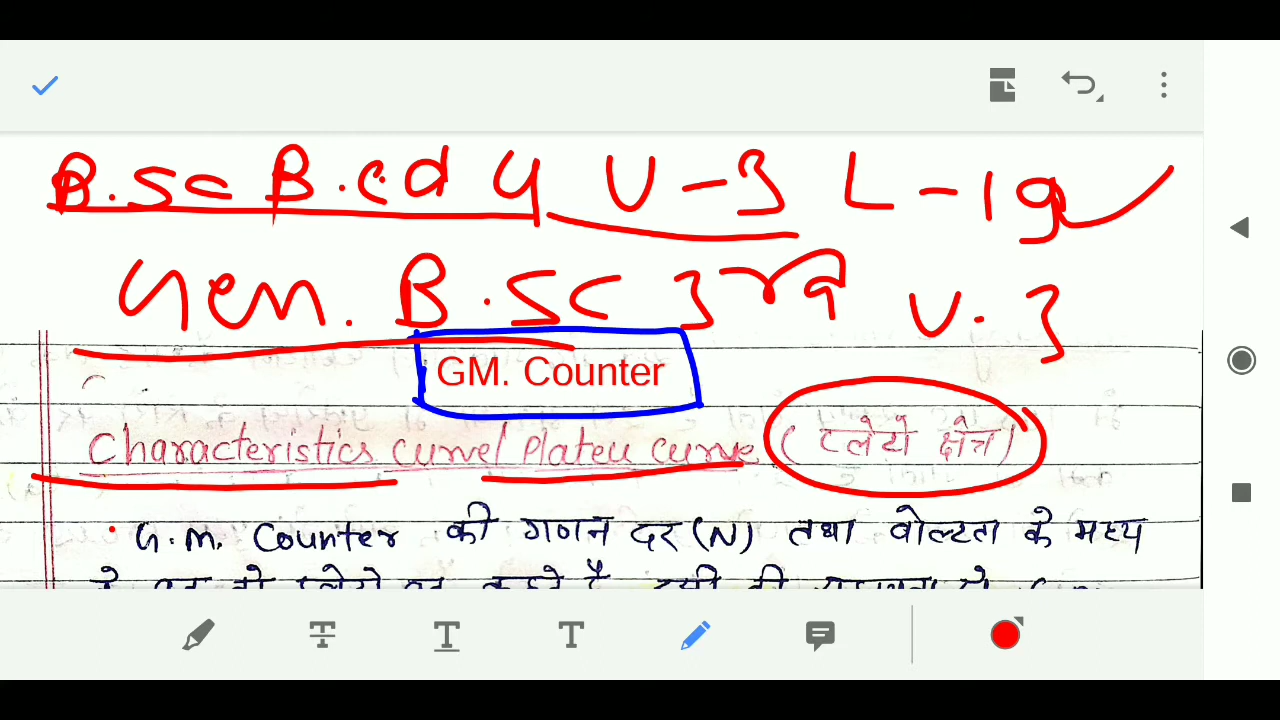 B.Sc B.Ed 4 U-3 L-19
Gen. B.Sc 3rd U.3
GM. Counter
Characteristics curve/ Plateu curve (प्लेटो क्षेत्र)
G.M. Counter की गणन दर (N) तथा वोल्टता के मध्य